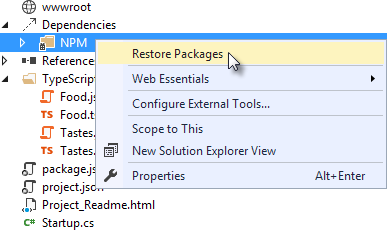 wwwroot
Dependencies
NPM
Restore Packages
Reference
Web Essentials
TypeScript
Configure External Tools...
Food.js
Food.t
Scope to This
Tastes.
New Solution Explorer View
Tastes.
package.js
Properties Alt+Enter
project.json
Project_Readme.html
Startup.cs